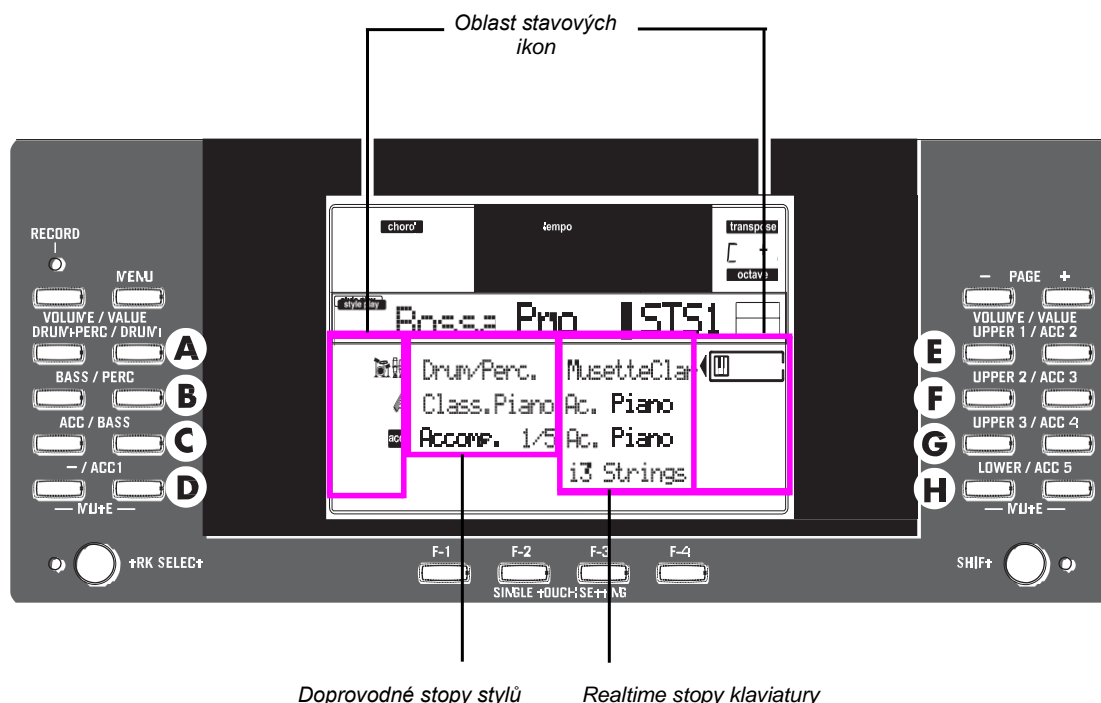 Oblast stavových
ikon
RECORD
MENU
VOLUME / VALUE
DRUM+PERC / DRUM
A
BASS / PERC
B
ACC / BASS
C
– / ACC1
D
— MUTE —
TRK SELECT
tempo
transpose
octave
style play
Bossa Pno STS1
Drum/Perc. MusetteClar
Class.Piano Ac. Piano
acc
Accomp. 1/5 Ac. Piano
i3 Strings
F-1 F-2 F-3 F-4
SINGLE TOUCH SETTING
– PAGE +
VOLUME / VALUE
UPPER 1 / ACC 2
E
UPPER 2 / ACC 3
F
UPPER 3 / ACC 4
G
LOWER / ACC 5
H
— MUTE —
SHIFT
Doprovodné stopy stylů Realtime stopy klaviatury